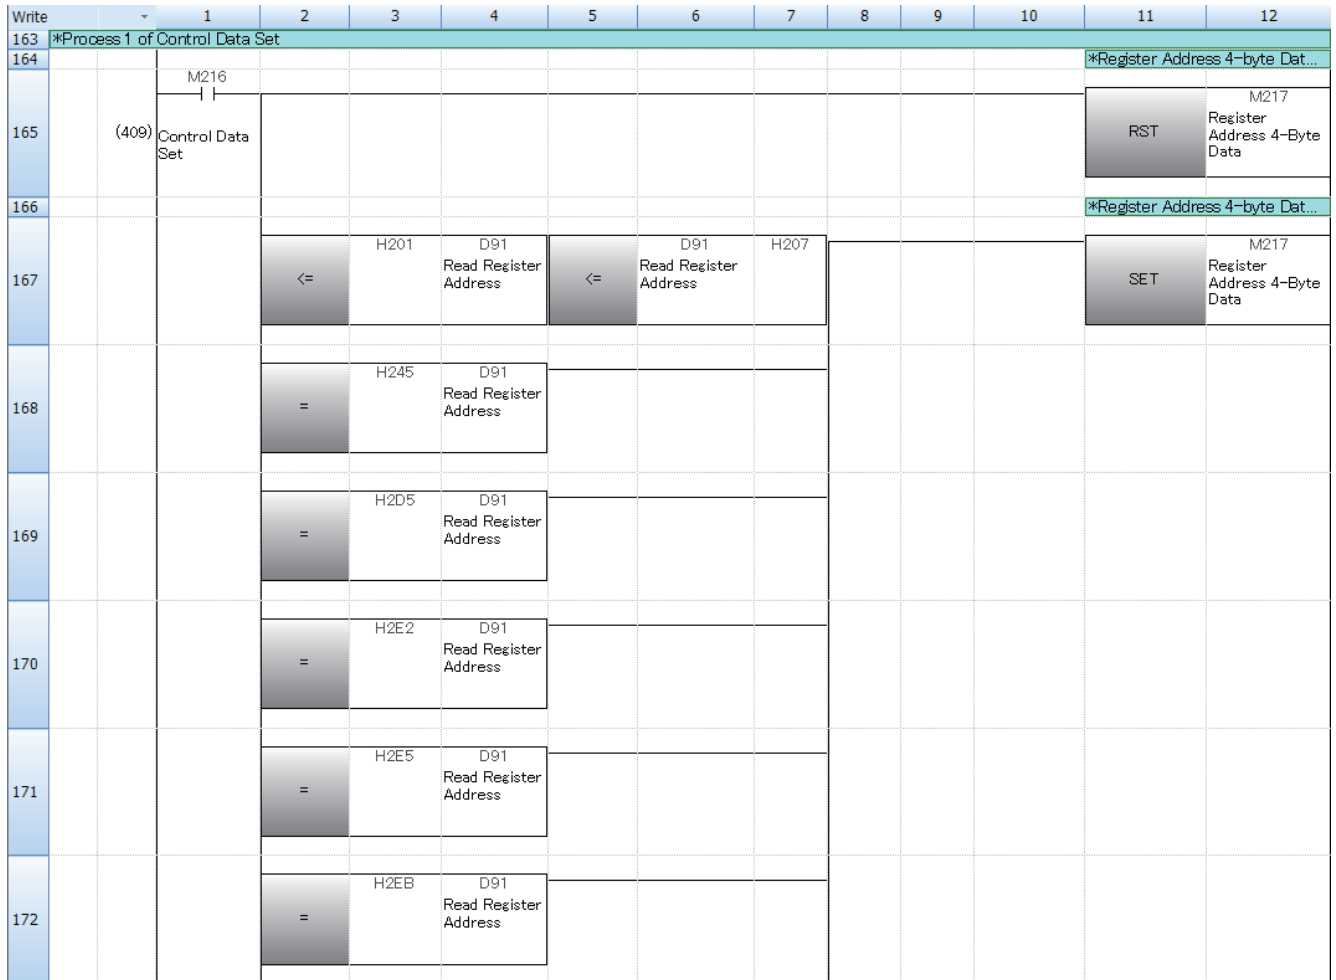 Write 1 2 3 4 5 6 7 8 9 10 11 12
163 *Process1 of Control Data Set
164 *Register Address 4-byte Dat...
M216 M217
165 (409) Control Data Set RST Register Address 4-Byte Data
166 *Register Address 4-byte Dat...
H201 D91 D91 H207 M217
167 <= Read Register Address <= Read Register Address SET Register Address 4-Byte Data
H245 D91
168 = Read Register Address
H2D5 D91
169 = Read Register Address
H2E2 D91
170 = Read Register Address
H2E5 D91
171 = Read Register Address
H2EB D91
172 = Read Register Address